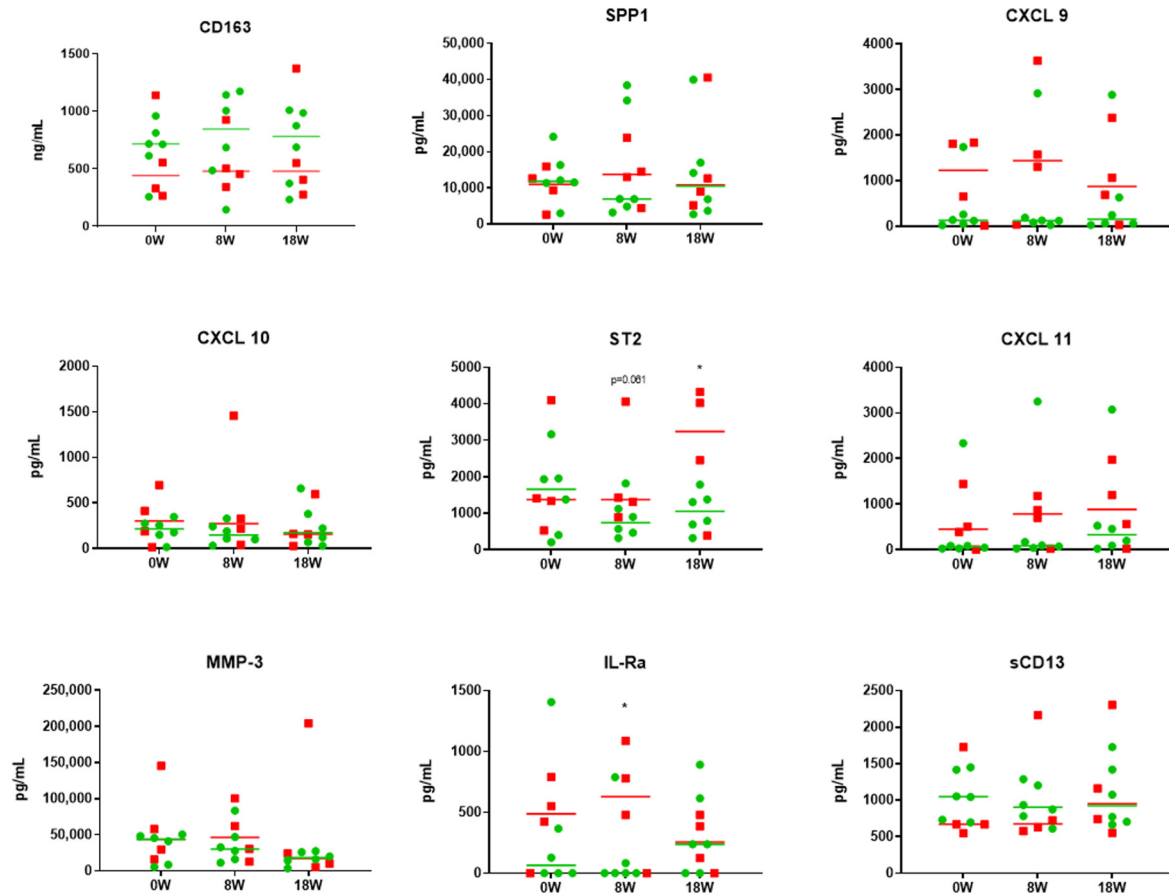 CD163
ng/mL
1500
1000
500
0
0W 8W 18W
SPP1
pg/mL
50,000
40,000
30,000
20,000
10,000
0
0W 8W 18W
CXCL 9
pg/mL
4000
3000
2000
1000
0
0W 8W 18W
CXCL 10
pg/mL
2000
1500
1000
500
0
0W 8W 18W
ST2
pg/mL
5000
4000
3000
2000
1000
0
p=0.061
*
0W 8W 18W
CXCL 11
pg/mL
4000
3000
2000
1000
0
0W 8W 18W
MMP-3
pg/mL
250,000
200,000
150,000
100,000
50,000
0
0W 8W 18W
IL-Ra
pg/mL
1500
1000
500
0
*
0W 8W 18W
sCD13
pg/mL
2500
2000
1500
1000
500
0
0W 8W 18W